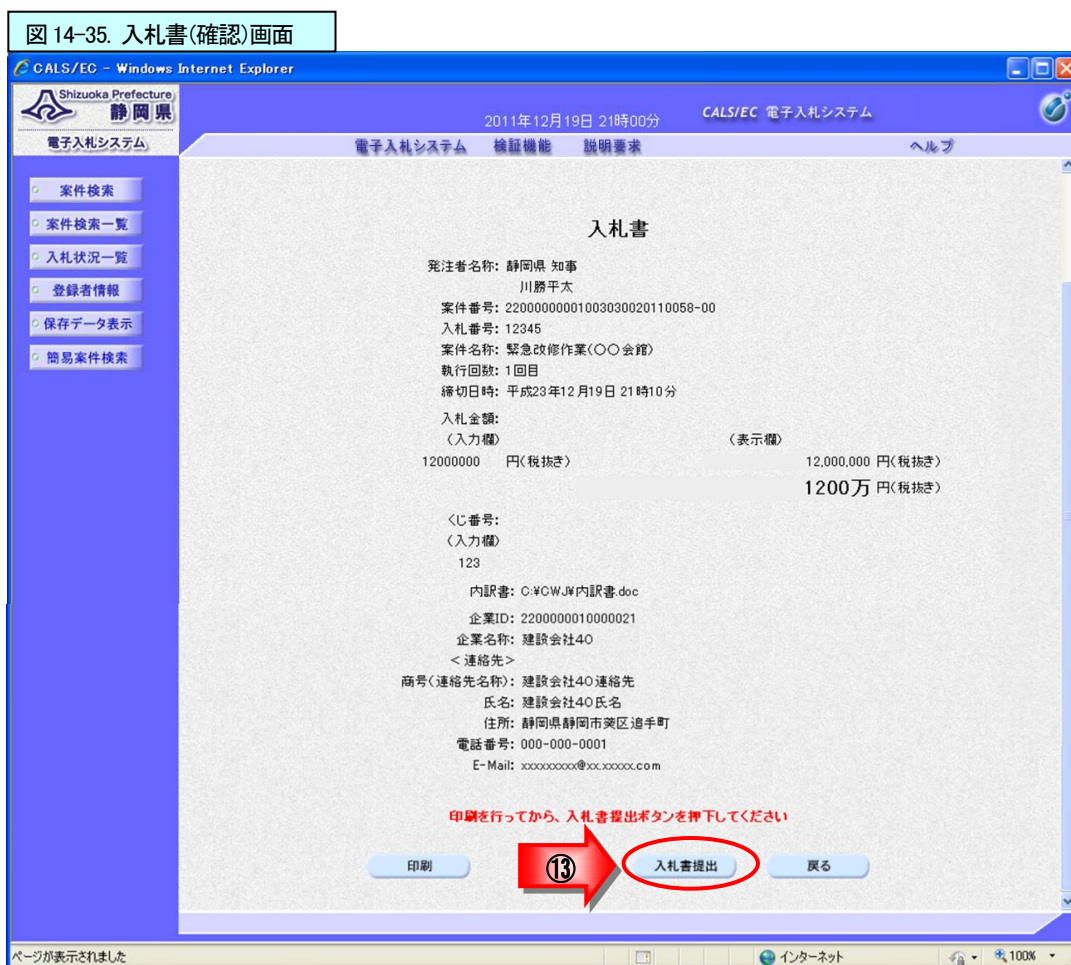 図 14-35. 入札書(確認)画面
CALS/EC - Windows Internet Explorer
Shizuoka Prefecture
静岡県
電子入札システム
2011年12月19日 21時00分
CALS/EC 電子入札システム
電子入札システム 検証機能 説明要求 ヘルプ
案件検索
案件検索一覧
入札状況一覧
登録者情報
保存データ表示
簡易案件検索
入札書
発注者名称: 静岡県 知事
川勝平太
案件番号: 22000000001003030020110058-00
入札番号: 12345
案件名称: 緊急改修作業(〇〇会館)
執行回数: 1回目
締切日時: 平成23年12月19日 21時10分
入札金額:
(入力欄) (表示欄)
12000000 円(税抜き) 12,000,000 円(税抜き)
1200万 円(税抜き)
くじ番号:
(入力欄)
123
内訳書: C:¥CWJ¥内訳書.doc
企業ID: 2200000010000021
企業名称: 建設会社40
<連絡先>
商号(連絡先名称): 建設会社40連絡先
氏名: 建設会社40氏名
住所: 静岡県静岡市葵区追手町
電話番号: 000-000-0001
E-Mail: xxxxxxxxx@xx.xxxxx.com
印刷を行ってから、入札書提出ボタンを押下してください
印刷 ⑬ 入札書提出 戻る
ページが表示されました インターネット 100%